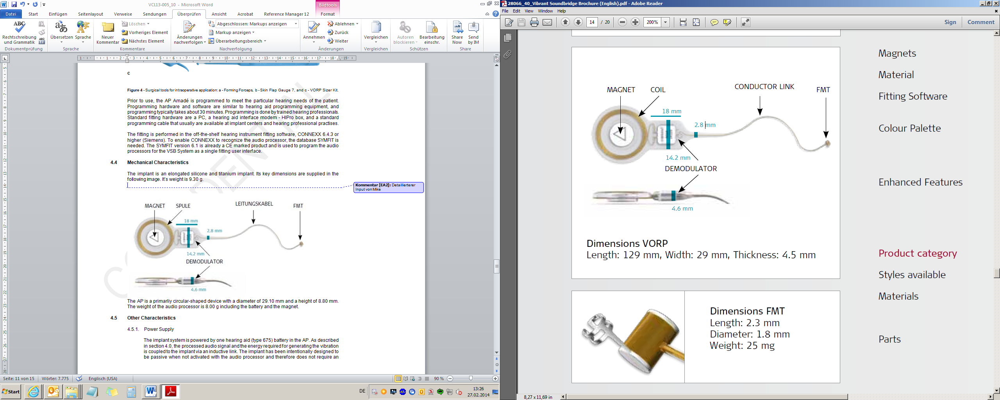 VCL13-005_10 - Microsoft Word
Bildtools
Datei
Start
Einfügen
Seitenlayout
Verweise
Sendungen
Überprüfen
Ansicht
Acrobat
Reference Manager 12
Format
ABC
Rechtschreibung und Grammatik
Übersetzen
Sprache
Neuer Kommentar
Löschen
Vorheriges Element
Nächstes Element
Änderungen nachverfolgen
Abgeschlossen: Markups anzeigen
Markup anzeigen
Überarbeitungsbereich
Annehmen
Ablehnen
Zurück
Weiter
Vergleichen
Autoren blockieren
Bearbeitung einschr.
Share Now
Send by IM
Dokumentprüfung
Sprache
Kommentare
Nachverfolgung
Änderungen
Vergleichen
Schützen
Share
c
Figure 4 - Surgical tools for intraoperative application: a - Forming Forceps, b - Skin Flap Gauge 7, and c - VORP Sizer Kit.
Prior to use, the AP Amadé is programmed to meet the particular hearing needs of the patient.
Programming hardware and software are similar to hearing aid programming equipment, and
programming typically takes about 30 minutes. Programming is done by trained hearing professionals.
Standard fitting hardware are a PC, a hearing aid interface modem - HIPro box, and a standard
programming cable that usually are available at implant centers and hearing professional practises.
The fitting is performed in the off-the-shelf hearing instrument fitting software, CONNEXX 6.4.3 or
higher (Siemens). To enable CONNEXX to recognize the audio processor, the database SYMFIT is
needed. The SYMFIT version 6.1 is already a CE marked product and is used to program the audio
processors for the VSB System as a single fitting user interface.
4.4 Mechanical Characteristics
The implant is an elongated silicone and titanium implant. Its key dimensions are supplied in the
following image. It's weight is 9.30 g.
Kommentar [EA2]: Detaillierterer
Input von Mike
MAGNET
SPULE
LEITUNGSKABEL
FMT
18 mm
2,8 mm
14,2 mm
DEMODULATOR
4,6 mm
The AP is a primarliy circular-shaped device with a diameter of 29.10 mm and a height of 8.80 mm.
The weight of the audio processor is 8.00 g including the battery and the magnet.
4.5 Other Characteristics
4.5.1. Power Supply
The implant system is powered by one hearing aid (type 675) battery in the AP. As described
in section 4.0, the processed audio signal and the energy required for generating the vibration
is coupled to the implant via an inductive link. The implant has been intentionally designed to
be passive when not activated with the audio processor and therefore does not require an
Seite: 11 von 15
Wörter: 7.775
Englisch (USA)
90 %
Start
DE
13:26
27.02.2014
28066_40_Vibrant Soundbridge Brochure (English).pdf - Adobe Reader
File Edit View Window Help
14 / 20
200%
Sign
Comment
MAGNET
COIL
CONDUCTOR LINK
FMT
18 mm
2.8 mm
14.2 mm
DEMODULATOR
4.6 mm
Dimensions VORP
Length: 129 mm, Width: 29 mm, Thickness: 4.5 mm
Dimensions FMT
Length: 2.3 mm
Diameter: 1.8 mm
Weight: 25 mg
Magnets
Material
Fitting Software
Colour Palette
Enhanced Features
Product category
Styles available
Materials
Parts
8,27 x 11,69 in